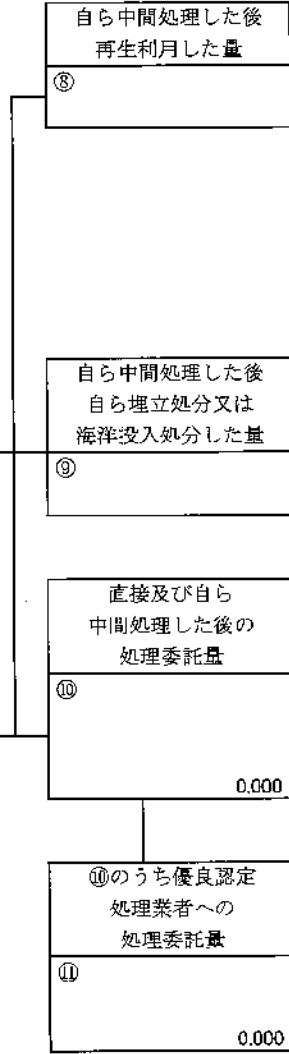 自ら中間処理した後
再生利用した量
⑧
自ら中間処理した後
自ら埋立処分又は
海洋投入処分した量
⑨
直接及び自ら
中間処理した後の
処理委託量
⑩
0.000
⑩のうち優良認定
処理業者への
処理委託量
⑪
0.000